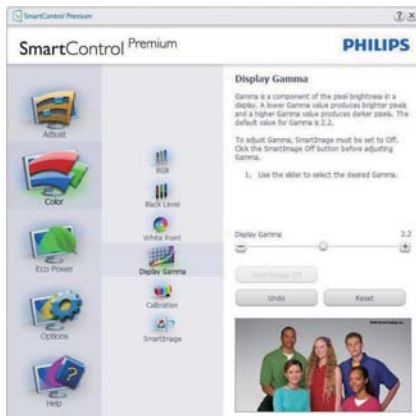 SmartControl Premium
SmartControl Premium
PHILIPS
Adjust
Color
Eco Power
Options
Help
RGB
Black Level
White Point
Display Gamma
Calibration
SmartImage
Display Gamma
Gamma is a component of the pixel brightness in a
display. A lower Gamma value produces brighter pixels
and a higher Gamma value produces darker pixels. The
default value for Gamma is 2.2.
To adjust Gamma, SmartImage must be set to Off.
Click the SmartImage Off button before adjusting
Gamma.
1. Use the slider to select the desired Gamma.
Display Gamma 2.2
SmartImage Off
Undo Reset